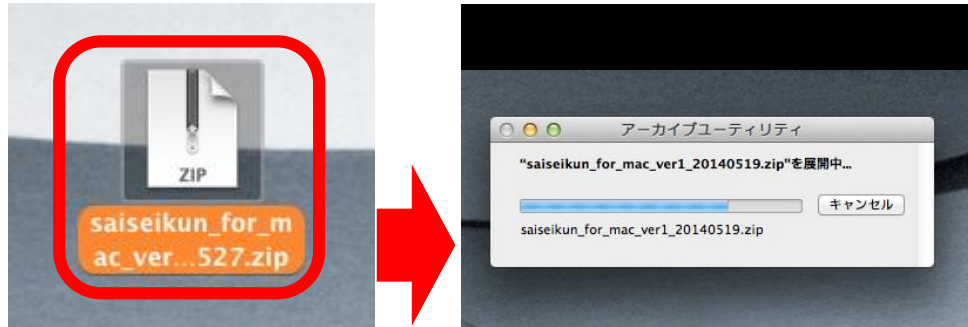 ZIP
saiseikun_for_m
ac_ver...527.zip
アーカイブユーティリティ
"saiseikun_for_mac_ver1_20140519.zip"を展開中...
キャンセル
saiseikun_for_mac_ver1_20140519.zip